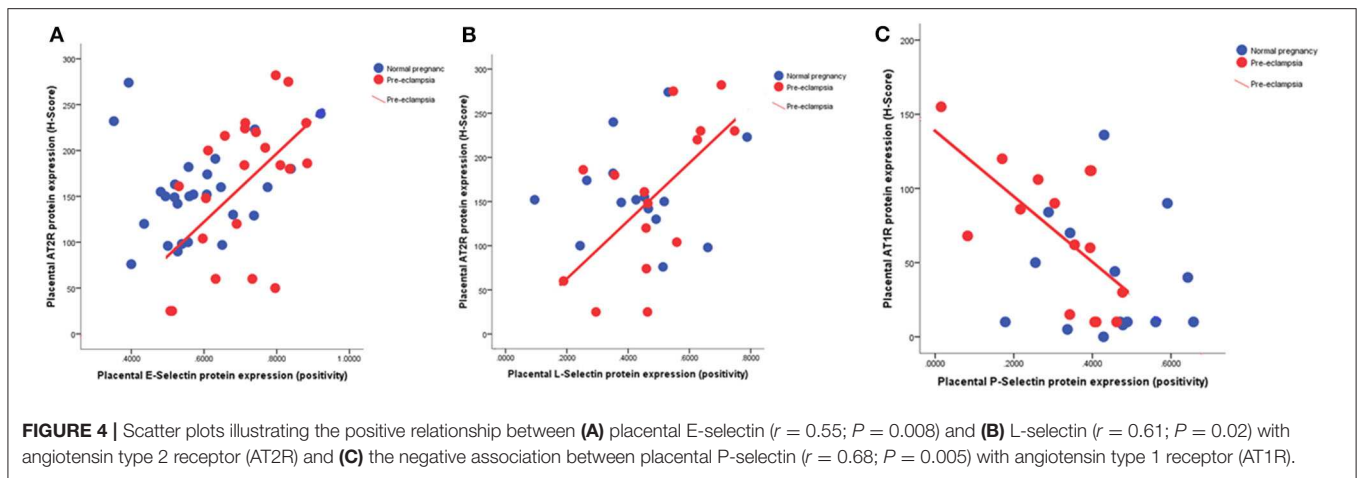 A
Placental AT2R protein expression (H-Score)
300
250
200
150
100
50
0
.4000 .6000 .8000 1.0000
Placental E-Selectin protein expression (positivity)
Normal pregnanc
Pre-eclampsia
Pre-eclampsia
B
Placental AT2R protein expression (H-Score)
300
250
200
150
100
50
0
.0000 .2000 .4000 .6000 .8000
Placental L-Selectin protein expression (positivity)
Normal pregnancy
Pre-eclampsia
Pre-eclampsia
C
Placental AT1R protein expression (H-Score)
200
150
100
50
0
.0000 .2000 .4000 .6000
Placental P-Selectin protein expression (positivity)
Normal pregnancy
Pre-eclampsia
Pre-eclampsia
FIGURE 4 | Scatter plots illustrating the positive relationship between (A) placental E-selectin (r = 0.55; P = 0.008) and (B) L-selectin (r = 0.61; P = 0.02) with
angiotensin type 2 receptor (AT2R) and (C) the negative association between placental P-selectin (r = 0.68; P = 0.005) with angiotensin type 1 receptor (AT1R).